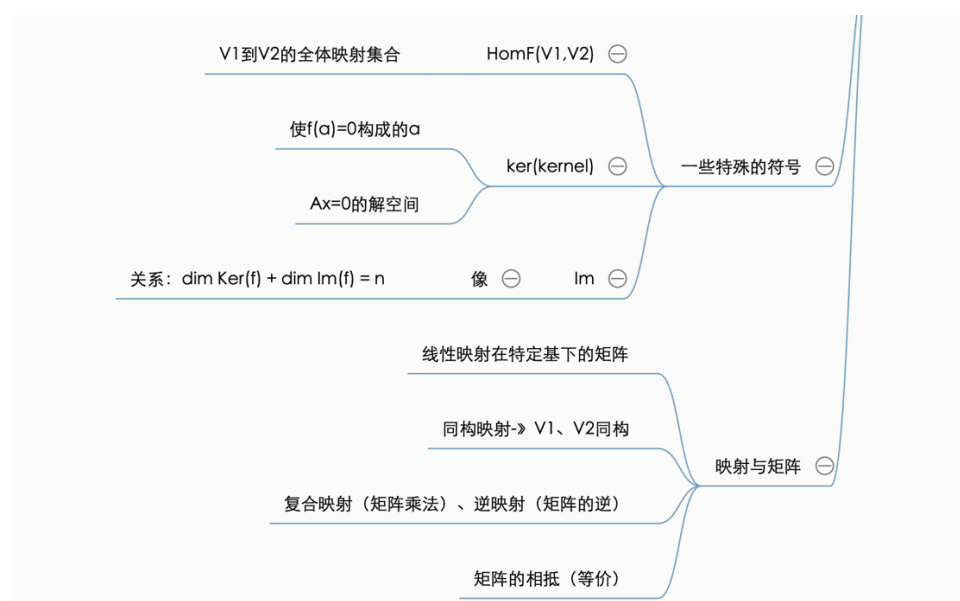 V1到V2的全体映射集合 HomF(V1,V2)
使f(a)=0构成的a
ker(kernel) 一些特殊的符号
Ax=0的解空间
关系：dim Ker(f) + dim Im(f) = n 像 Im
线性映射在特定基下的矩阵
同构映射-》V1、V2同构
映射与矩阵
复合映射（矩阵乘法）、逆映射（矩阵的逆）
矩阵的相抵（等价）